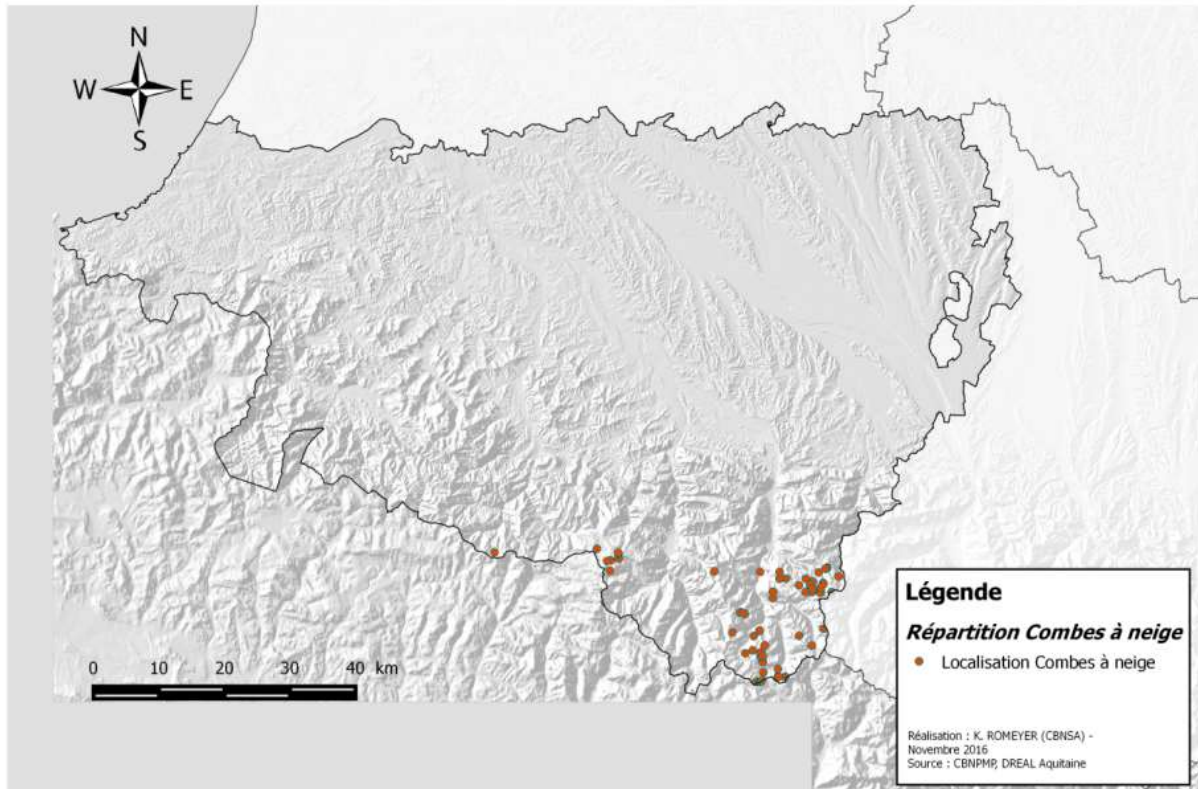 N
W E
S
0 10 20 30 40 km
Légende
Répartition Combes à neige
Localisation Combes à neige
Réalisation : K. ROMEYER (CBNSA) -
Novembre 2016
Source : CBNPMP, DREAL Aquitaine